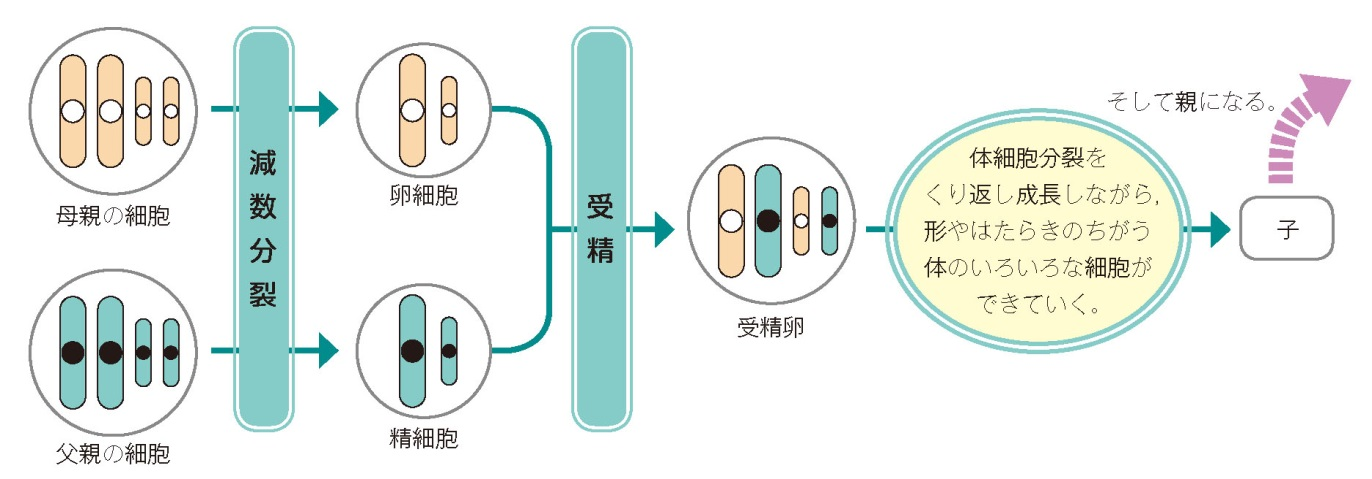 母親の細胞
父親の細胞
減数分裂
卵細胞
精細胞
受精
受精卵
体細胞分裂を
くり返し成長しながら,
形やはたらきのちがう
体のいろいろな細胞が
できていく。
子
そして親になる。